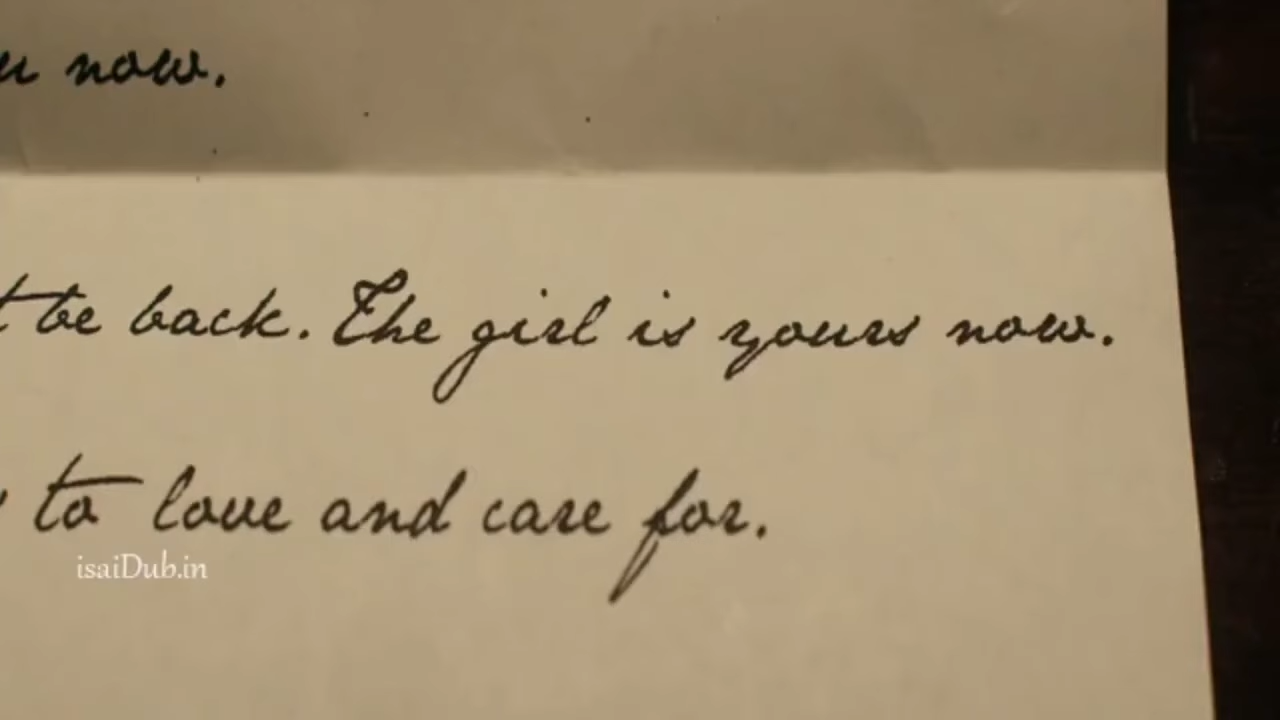 now.
be back. The girl is yours now.
to love and care for.
isaiDub.in